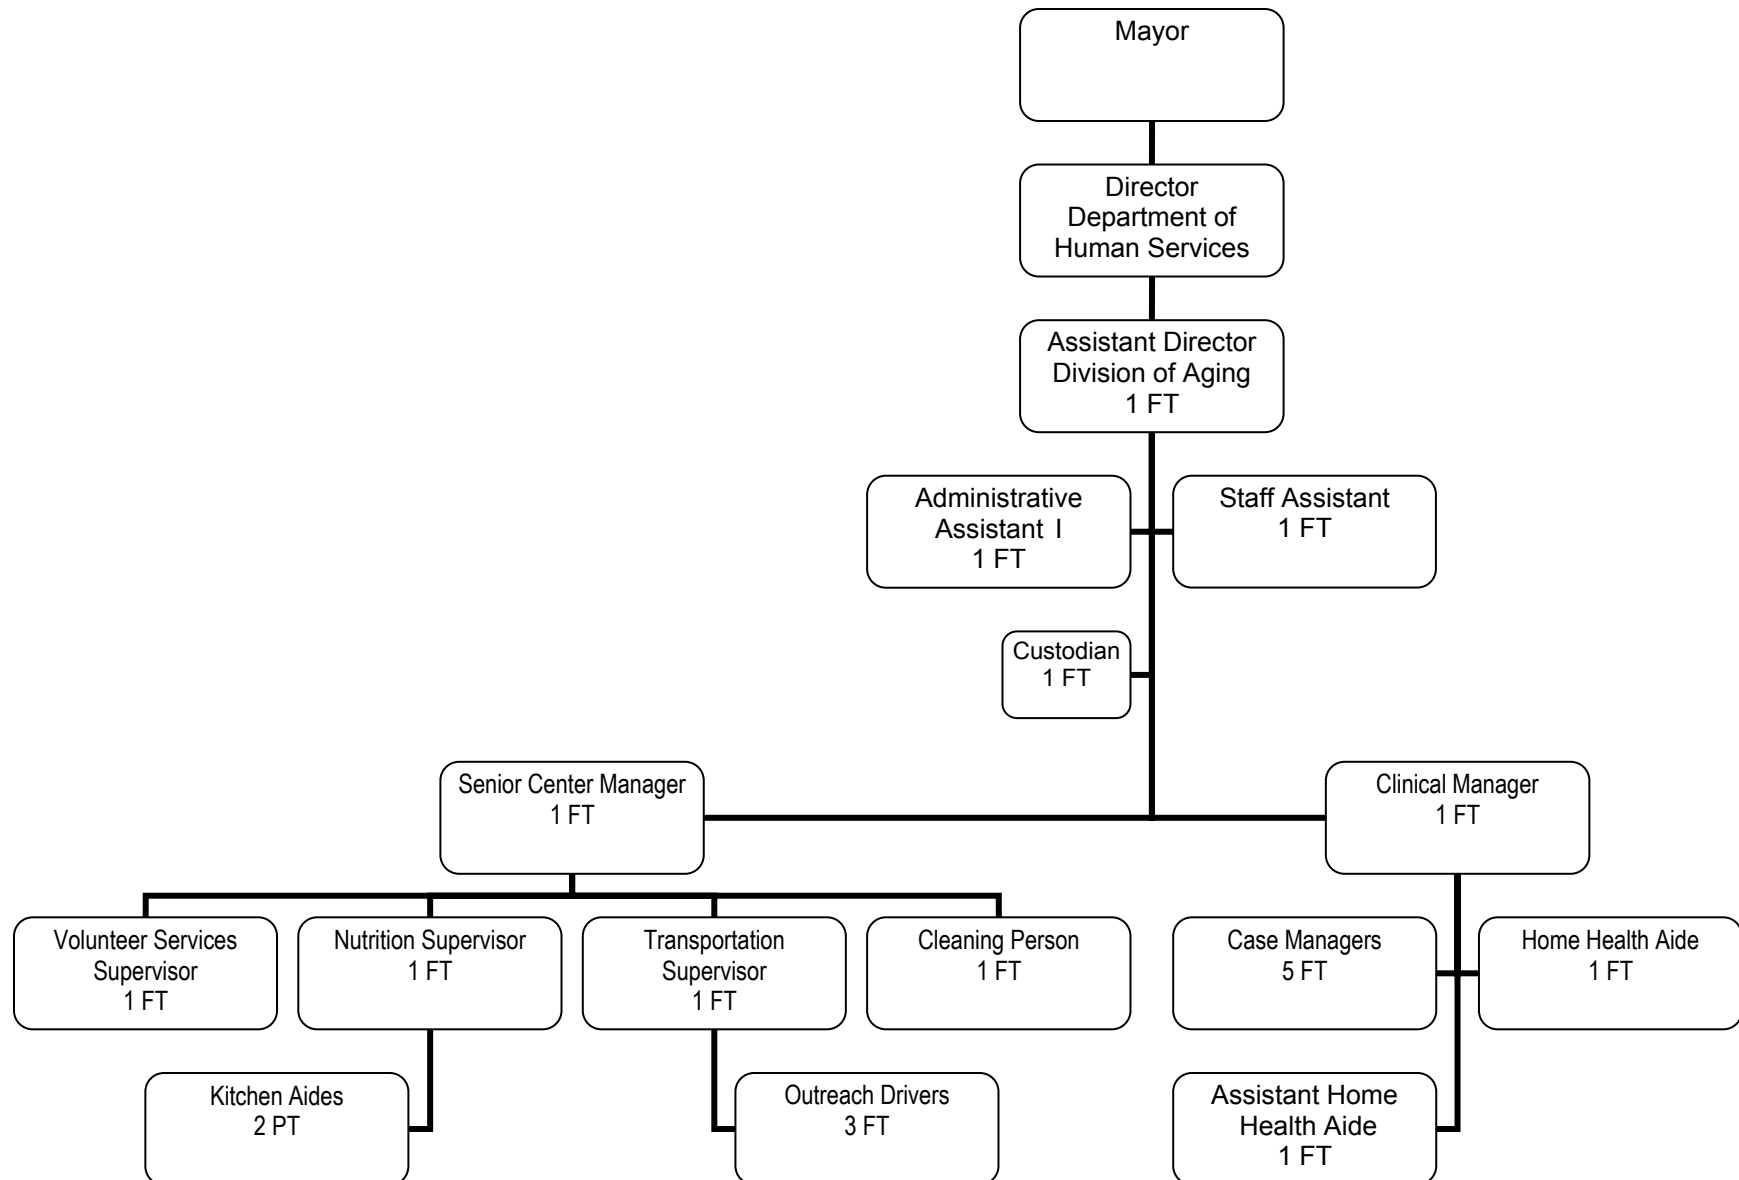 Mayor
Director
Department of
Human Services
Assistant Director
Division of Aging
1 FT
Administrative
Assistant I
1 FT
Staff Assistant
1 FT
Custodian
1 FT
Senior Center Manager
1 FT
Clinical Manager
1 FT
Volunteer Services
Supervisor
1 FT
Nutrition Supervisor
1 FT
Transportation
Supervisor
1 FT
Cleaning Person
1 FT
Case Managers
5 FT
Home Health Aide
1 FT
Kitchen Aides
2 PT
Outreach Drivers
3 FT
Assistant Home
Health Aide
1 FT